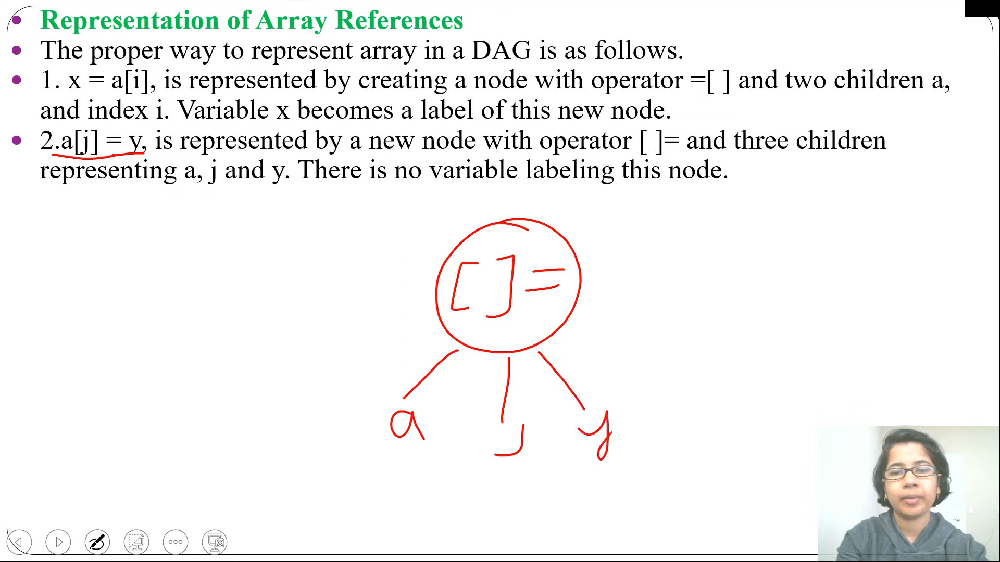 Representation of Array References
The proper way to represent array in a DAG is as follows.
1. x = a[i], is represented by creating a node with operator =[ ] and two children a,
and index i. Variable x becomes a label of this new node.
2.a[j] = y, is represented by a new node with operator [ ]= and three children
representing a, j and y. There is no variable labeling this node.
[ ] =
a j y